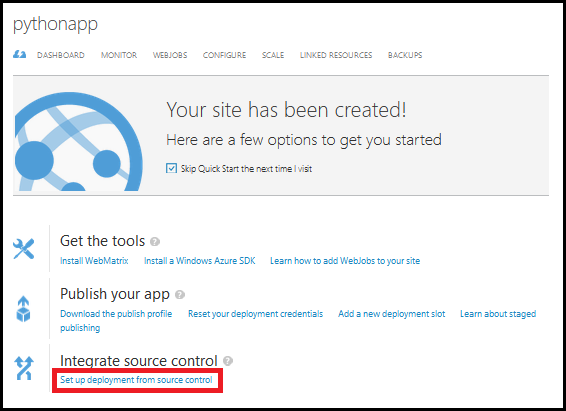 pythonapp
DASHBOARD MONITOR WEBJOBS CONFIGURE SCALE LINKED RESOURCES BACKUPS
Your site has been created!
Here are a few options to get you started
Skip Quick Start the next time I visit
Get the tools ?
Install WebMatrix Install a Windows Azure SDK Learn how to add WebJobs to your site
Publish your app ?
Download the publish profile Reset your deployment credentials Add a new deployment slot Learn about staged
publishing
Integrate source control ?
Set up deployment from source control